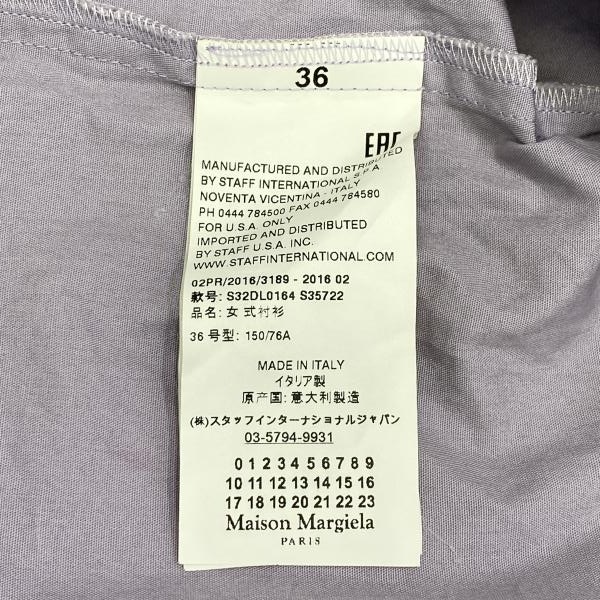 36
EAC
MANUFACTURED AND DISTRIBUTED
BY STAFF INTERNATIONAL S.P.A
NOVENTA VICENTINA - ITALY
PH 0444 784500 FAX 0444 784580
FOR U.S.A. ONLY
IMPORTED AND DISTRIBUTED
BY STAFF U.S.A. INC.
WWW.STAFFINTERNATIONAL.COM
02PR/2016/3189 - 2016 02
款号: S32DL0164 S35722
品名: 女式衬衫
36 号型: 150/76A
MADE IN ITALY
イタリア製
原产国: 意大利製造
(株)スタッフインターナショナルジャパン
03-5794-9931
0 1 2 3 4 5 6 7 8 9
10 11 12 13 14 15 16
17 18 19 20 21 22 23
Maison Margiela
PARIS